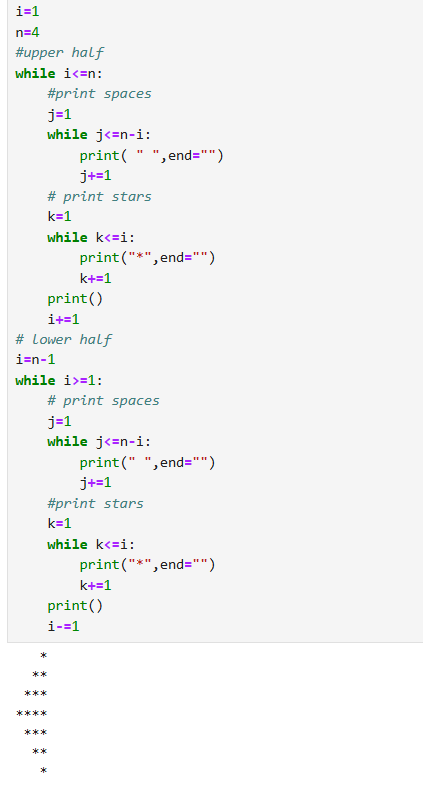 i=1
n=4
#upper half
while i<=n:
    #print spaces
    j=1
    while j<=n-i:
        print( " ",end="")
        j+=1
    # print stars
    k=1
    while k<=i:
        print("*",end="")
        k+=1
    print()
    i+=1
# lower half
i=n-1
while i>=1:
    # print spaces
    j=1
    while j<=n-i:
        print(" ",end="")
        j+=1
    #print stars
    k=1
    while k<=i:
        print("*",end="")
        k+=1
    print()
    i-=1
   *
  **
 ***
****
 ***
  **
   *